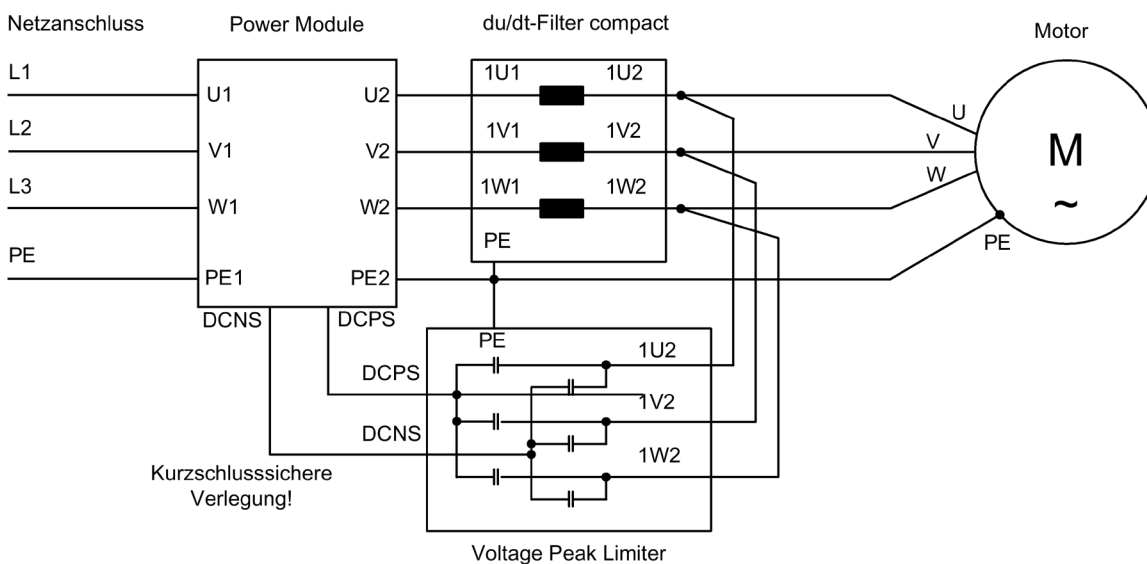 Netzanschluss
Power Module
du/dt-Filter compact
Motor
L1
U1
U2
1U1
1U2
U
L2
V1
V2
1V1
1V2
V
M
~
L3
W1
W2
1W1
1W2
W
PE
PE1
PE2
PE
PE
DCNS
DCPS
PE
DCPS
1U2
1V2
DCNS
1W2
Kurzschlusssichere
Verlegung!
Voltage Peak Limiter